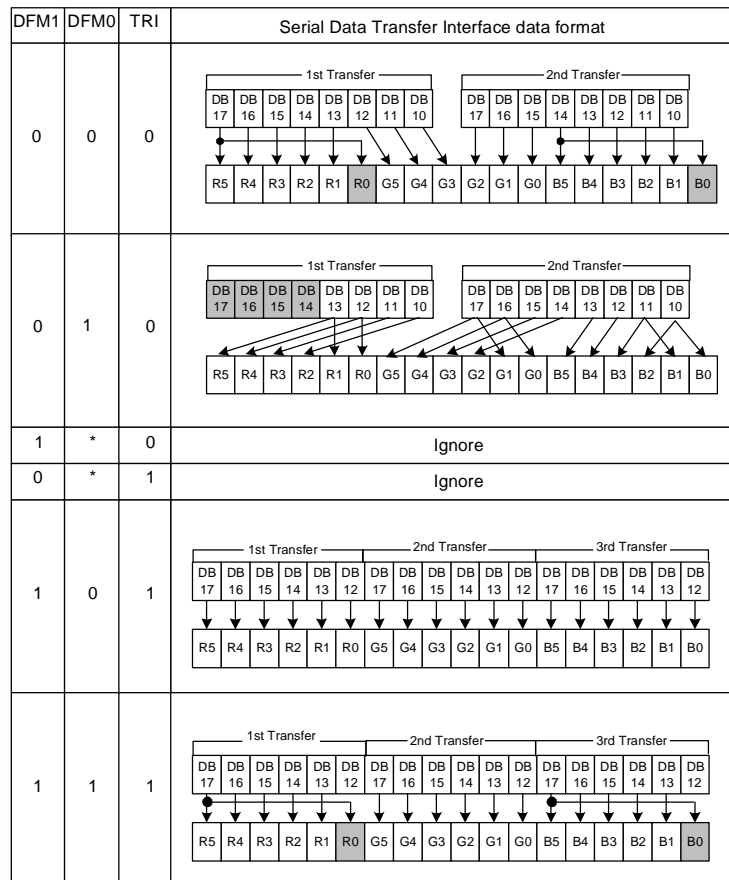 DFM1 DFM0 TRI Serial Data Transfer Interface data format
1st Transfer 2nd Transfer
DB DB DB DB DB DB DB DB DB DB DB DB DB DB DB DB
17 16 15 14 13 12 11 10 17 16 15 14 13 12 11 10
0 0 0
R5 R4 R3 R2 R1 R0 G5 G4 G3 G2 G1 G0 B5 B4 B3 B2 B1 B0
1st Transfer 2nd Transfer
DB DB DB DB DB DB DB DB DB DB DB DB DB DB DB DB
17 16 15 14 13 12 11 10 17 16 15 14 13 12 11 10
0 1 0
R5 R4 R3 R2 R1 R0 G5 G4 G3 G2 G1 G0 B5 B4 B3 B2 B1 B0
1 * 0 Ignore
0 * 1 Ignore
1st Transfer 2nd Transfer 3rd Transfer
DB DB DB DB DB DB DB DB DB DB DB DB DB DB DB DB DB DB
17 16 15 14 13 12 17 16 15 14 13 12 17 16 15 14 13 12
1 0 1
R5 R4 R3 R2 R1 R0 G5 G4 G3 G2 G1 G0 B5 B4 B3 B2 B1 B0
1st Transfer 2nd Transfer 3rd Transfer
DB DB DB DB DB DB DB DB DB DB DB DB DB DB DB DB DB DB
17 16 15 14 13 12 17 16 15 14 13 12 17 16 15 14 13 12
1 1 1
R5 R4 R3 R2 R1 R0 G5 G4 G3 G2 G1 G0 B5 B4 B3 B2 B1 B0